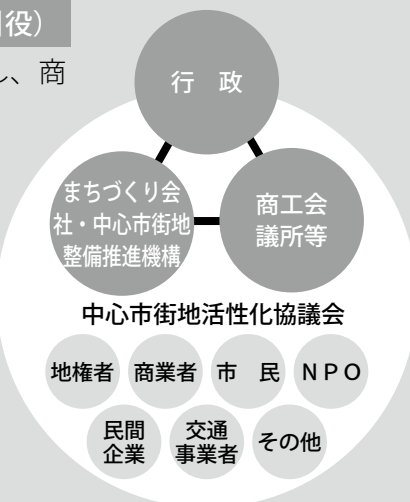 役）
、商
行　政
まちづくり会
社・中心市街地
整備推進機構
商工会
議所等
中心市街地活性化協議会
地権者
商業者
市　民
ＮＰＯ
民間
企業
交通
事業者
その他